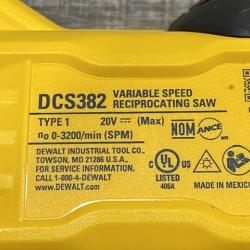 DCS382 VARIABLE SPEED
RECIPROCATING SAW
TYPE 1 20V ⎓ (Max)
no 0-3200/min (SPM)
NOM ANCE
DEWALT INDUSTRIAL TOOL CO.
TOWSON, MD 21286 U.S.A.,
FOR SERVICE INFORMATION,
CALL 1-800-4-DEWALT
www.DEWALT.com
C UL US
LISTED
406A
MADE IN MEXICO